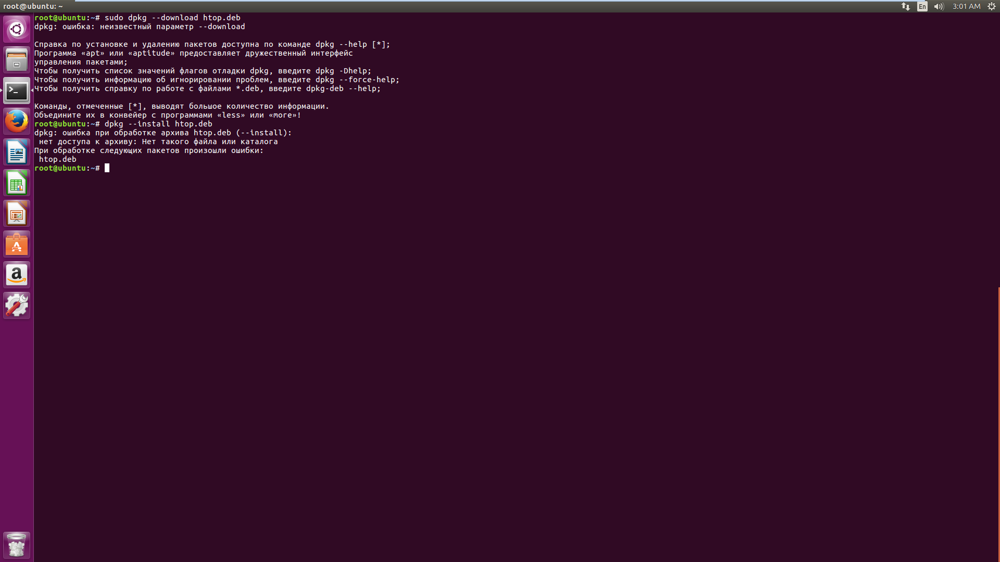 root@ubuntu: ~
En
3:01 AM
root@ubuntu:~# sudo dpkg --download htop.deb
dpkg: ошибка: неизвестный параметр --download
Справка по установке и удалению пакетов доступна по команде dpkg --help [*];
Программа «apt» или «aptitude» предоставляет дружественный интерфейс
управления пакетами;
Чтобы получить список значений флагов отладки dpkg, введите dpkg -Dhelp;
Чтобы получить информацию об игнорировании проблем, введите dpkg --force-help;
Чтобы получить справку по работе с файлами *.deb, введите dpkg-deb --help;
Команды, отмеченные [*], выводят большое количество информации.
Объедините их в конвейер с программами «less» или «more»!
root@ubuntu:~# dpkg --install htop.deb
dpkg: ошибка при обработке архива htop.deb (--install):
 нет доступа к архиву: Нет такого файла или каталога
При обработке следующих пакетов произошли ошибки:
 htop.deb
root@ubuntu:~#